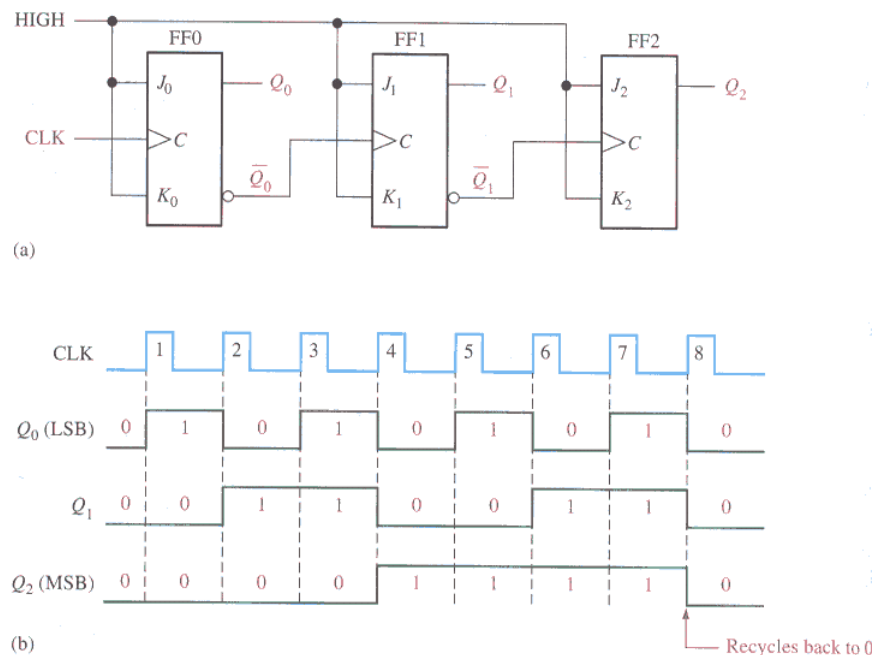 HIGH
FF0 FF1 FF2
J₀ Q₀ J₁ Q₁ J₂ Q₂
CLK C C C
Q̅₀ Q̅₁
K₀ K₁ K₂
(a)
CLK 1 2 3 4 5 6 7 8
Q₀ (LSB) 0 1 0 1 0 1 0 1 0
Q₁ 0 0 1 1 0 0 1 1 0
Q₂ (MSB) 0 0 0 0 1 1 1 1 0
(b) Recycles back to 0